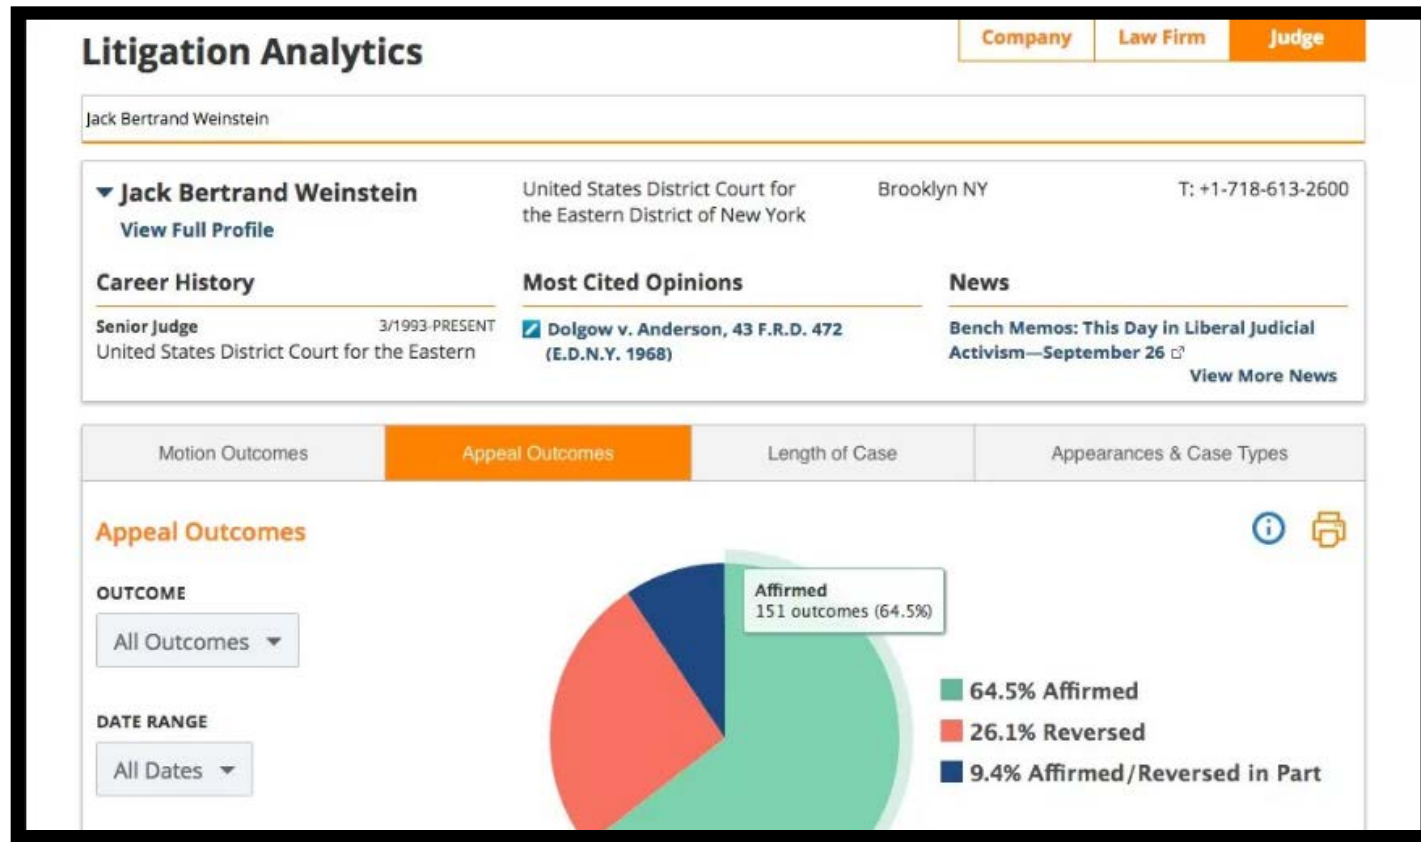 Litigation Analytics
Company
Law Firm
Judge
Jack Bertrand Weinstein
Jack Bertrand Weinstein
View Full Profile
United States District Court for
the Eastern District of New York
Brooklyn NY
T: +1-718-613-2600
Career History
Senior Judge
3/1993-PRESENT
United States District Court for the Eastern
Most Cited Opinions
Dolgow v. Anderson, 43 F.R.D. 472
(E.D.N.Y. 1968)
News
Bench Memos: This Day in Liberal Judicial
Activism—September 26
View More News
Motion Outcomes
Appeal Outcomes
Length of Case
Appearances & Case Types
Appeal Outcomes
OUTCOME
All Outcomes
DATE RANGE
All Dates
Affirmed
151 outcomes (64.5%)
64.5% Affirmed
26.1% Reversed
9.4% Affirmed/Reversed in Part